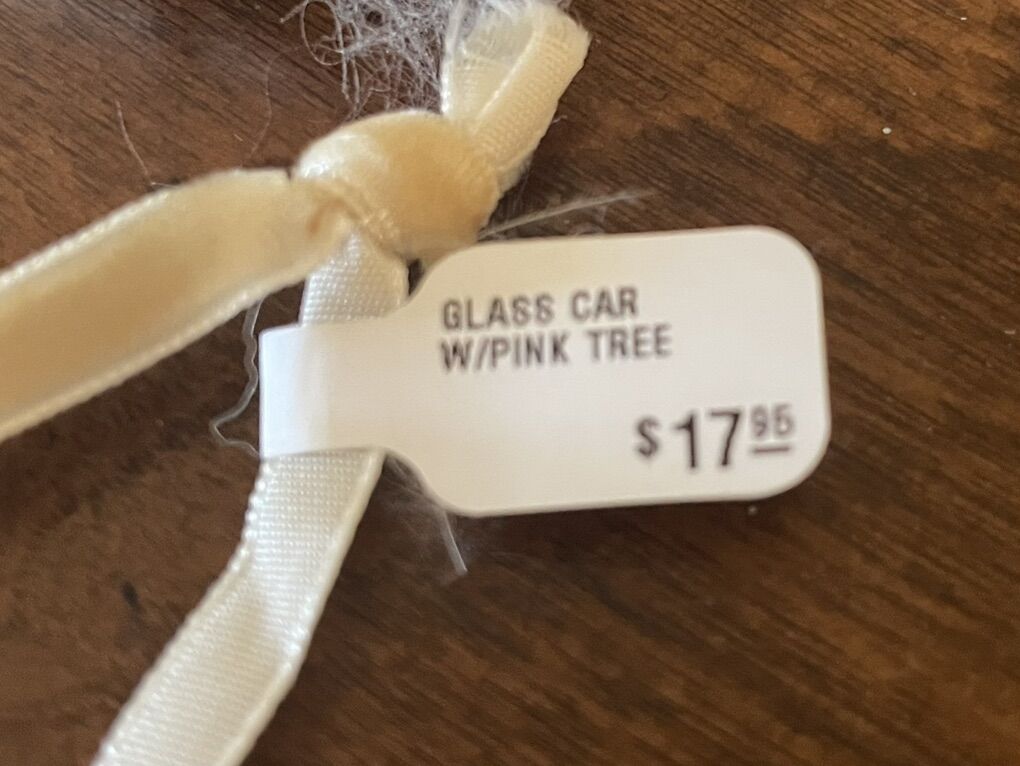 GLASS CAR
W/PINK TREE
$17 95